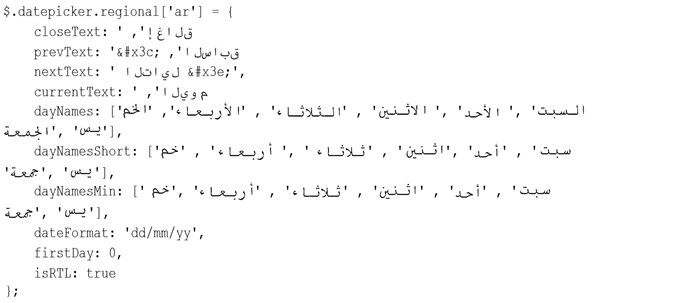 $.datepicker.regional['ar'] = {
closeText: ' ,'قلاغإ
prevText: '&#x3c; ,'قباسلا
nextText: ' لياتلا &#x3e;',
currentText: ' ,'مويلا
dayNames: ['السبت', 'الأحد', 'الاثنين', 'الثلاثاء', 'الأربعاء', 'الخم
يس', 'الجمعة'],
dayNamesShort: ['سبت', 'أحد', 'اثنين', 'ثلاثاء', 'أربعاء', 'خم
يس', 'جمعة'],
dayNamesMin: ['سبت', 'أحد', 'اثنين', 'ثلاثاء', 'أربعاء', 'خم
يس', 'جمعة'],
dateFormat: 'dd/mm/yy',
firstDay: 0,
isRTL: true
};